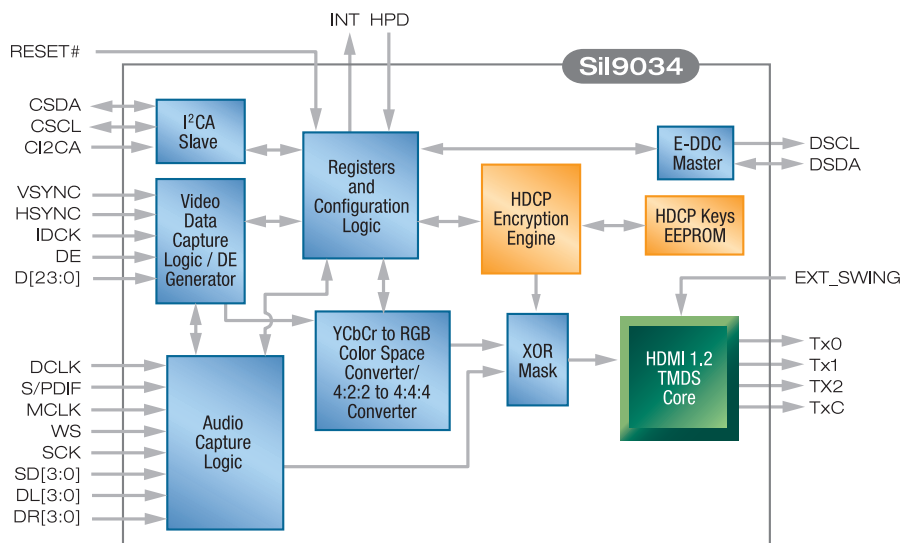 INT HPD
RESET#
SiI9034
CSDA
CSCL
CI2CA
I²CA
Slave
Registers and
Configuration
Logic
E-DDC
Master
DSCL
DSDA
VSYNC
HSYNC
IDCK
DE
D[23:0]
Video
Data
Capture
Logic / DE
Generator
HDCP
Encryption
Engine
HDCP Keys
EEPROM
EXT_SWING
YCbCr to RGB
Color Space
Converter/
4:2:2 to 4:4:4
Converter
XOR
Mask
HDMI 1.2
TMDS
Core
Tx0
Tx1
TX2
TxC
DCLK
S/PDIF
MCLK
WS
SCK
SD[3:0]
DL[3:0]
DR[3:0]
Audio
Capture
Logic